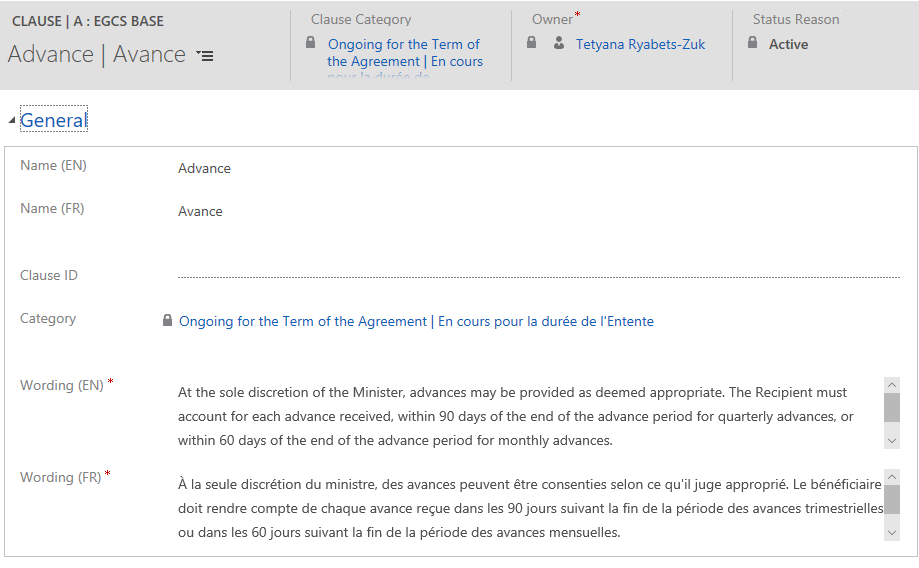 CLAUSE | A : EGCS BASE
Advance | Avance
Clause Category
Ongoing for the Term of
the Agreement | En cours
pour la durée de
Owner*
Tetyana Ryabets-Zuk
Status Reason
Active
General
Name (EN)
Advance
Name (FR)
Avance
Clause ID
Category
Ongoing for the Term of the Agreement | En cours pour la durée de l'Entente
Wording (EN) *
At the sole discretion of the Minister, advances may be provided as deemed appropriate. The Recipient must
account for each advance received, within 90 days of the end of the advance period for quarterly advances, or
within 60 days of the end of the advance period for monthly advances.
Wording (FR) *
À la seule discrétion du ministre, des avances peuvent être consenties selon ce qu'il juge approprié. Le bénéficiaire
doit rendre compte de chaque avance reçue dans les 90 jours suivant la fin de la période des avances trimestrielles
ou dans les 60 jours suivant la fin de la période des avances mensuelles.